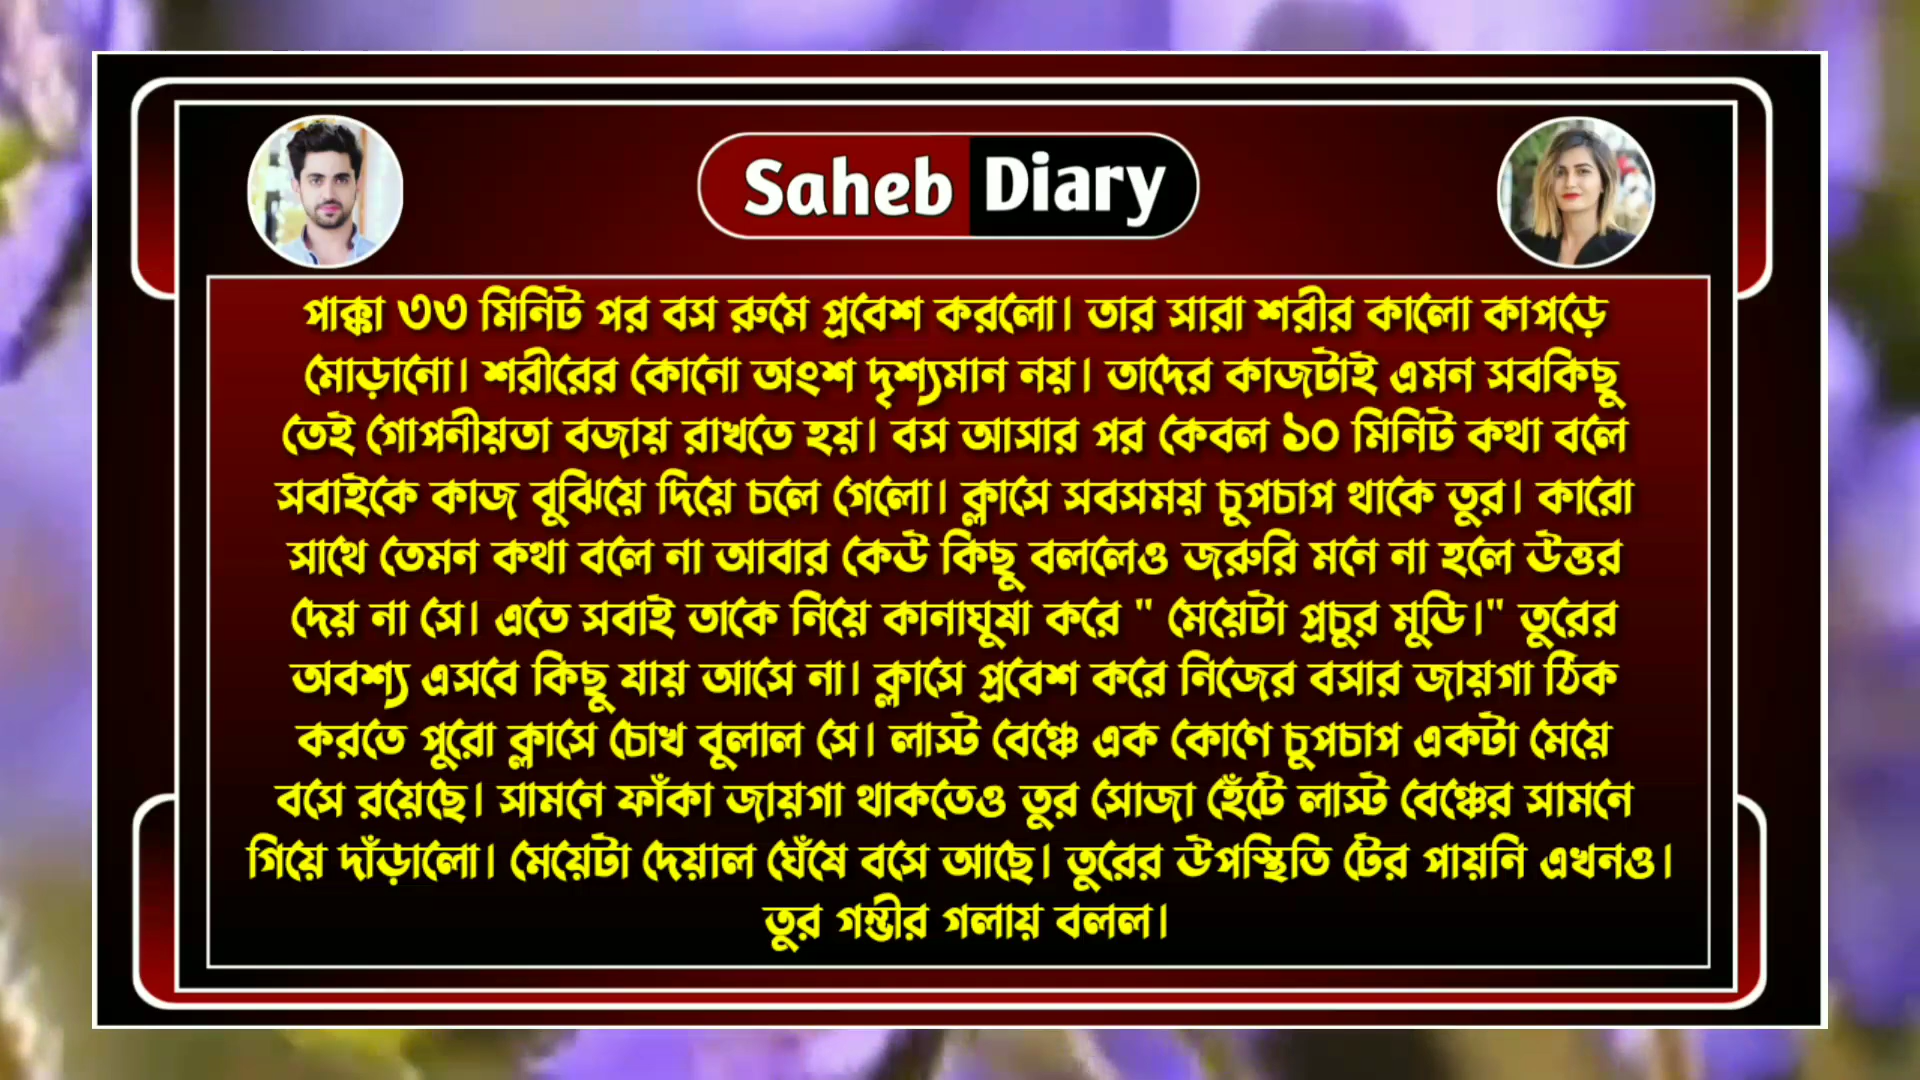 Saheb Diary
পাক্কা ৩৩ মিনিট পর বস রুমে প্রবেশ করলো। তার সারা শরীর কালো কাপড়ে
মোড়ানো। শরীরের কোনো অংশ দৃশ্যমান নয়। তাদের কাজটাই এমন সবকিছু
তেই গোপনীয়তা বজায় রাখতে হয়। বস আসার পর কেবল ১০ মিনিট কথা বলে
সবাইকে কাজ বুঝিয়ে দিয়ে চলে গেলো। ক্লাসে সবসময় চুপচাপ থাকে তুর। কারো
সাথে তেমন কথা বলে না আবার কেউ কিছু বললেও জরুরি মনে না হলে উত্তর
দেয় না সে। এতে সবাই তাকে নিয়ে কানাঘুষা করে " মেয়েটা প্রচুর মুডি।" তুরের
অবশ্য এসবে কিছু যায় আসে না। ক্লাসে প্রবেশ করে নিজের বসার জায়গা ঠিক
করতে পুরো ক্লাসে চোখ বুলাল সে। লাস্ট বেঞ্চে এক কোণে চুপচাপ একটা মেয়ে
বসে রয়েছে। সামনে ফাঁকা জায়গা থাকতেও তুর সোজা হেঁটে লাস্ট বেঞ্চের সামনে
গিয়ে দাঁড়ালো। মেয়েটা দেয়াল ঘেঁষে বসে আছে। তুরের উপস্থিতি টের পায়নি এখনও।
তুর গম্ভীর গলায় বলল।